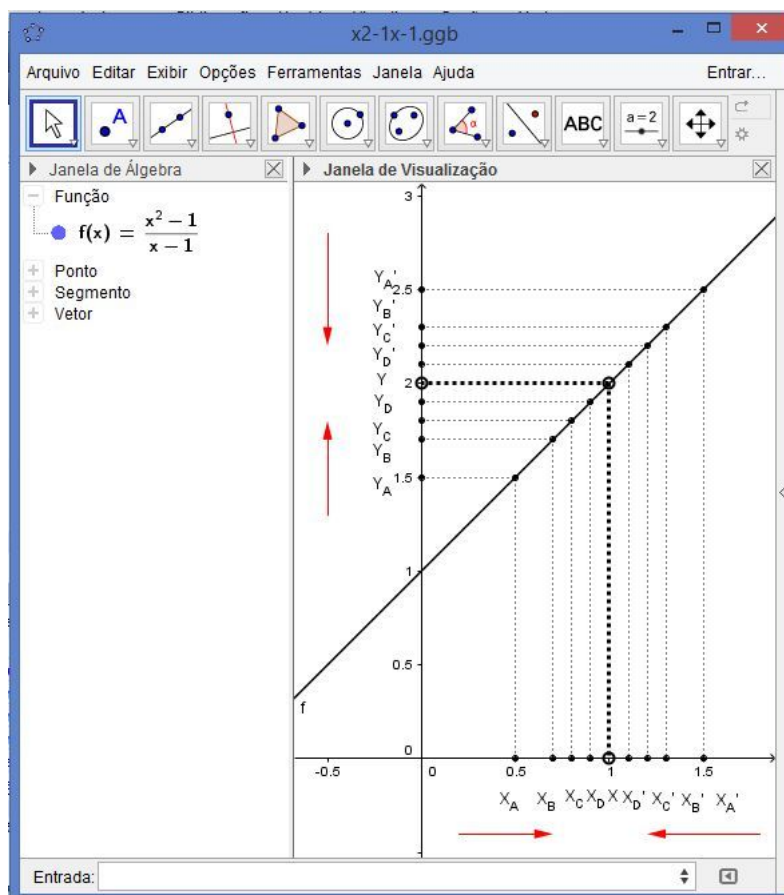 x2-1x-1.ggb
Arquivo Editar Exibir Opções Ferramentas Janela Ajuda Entrar...
A α ABC a=2
Janela de Álgebra
Função
f(x) = (x² − 1)/(x − 1)
Ponto
Segmento
Vetor
Janela de Visualização
3
Y_A' 2.5
Y_B'
Y_C'
Y_D'
Y 2
Y_D
Y_C
Y_B
Y_A 1.5
1
0.5
f
0
-0.5 0 0.5 1 1.5
X_A X_B X_C X_D X X_D' X_C' X_B' X_A'
Entrada: